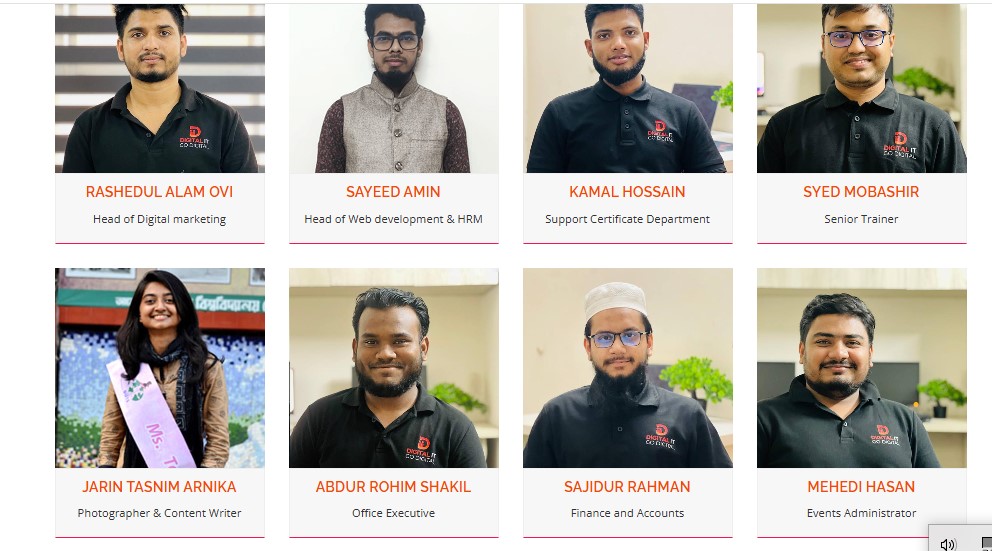 DIGITAL IT
GO DIGITAL
DIGITAL IT
GO DIGITAL
DIGITAL IT
GO DIGITAL
RASHEDUL ALAM OVI
SAYEED AMIN
KAMAL HOSSAIN
SYED MOBASHIR
Head of Digital marketing
Head of Web development & HRM
Support Certificate Department
Senior Trainer
বিশ্ববিদ্যালয়
Ms.
DIGITAL IT
GO DIGITAL
DIGITAL IT
GO DIGITAL
DIGITAL IT
GO DIGITAL
JARIN TASNIM ARNIKA
ABDUR ROHIM SHAKIL
SAJIDUR RAHMAN
MEHEDI HASAN
Photographer & Content Writer
Office Executive
Finance and Accounts
Events Administrator